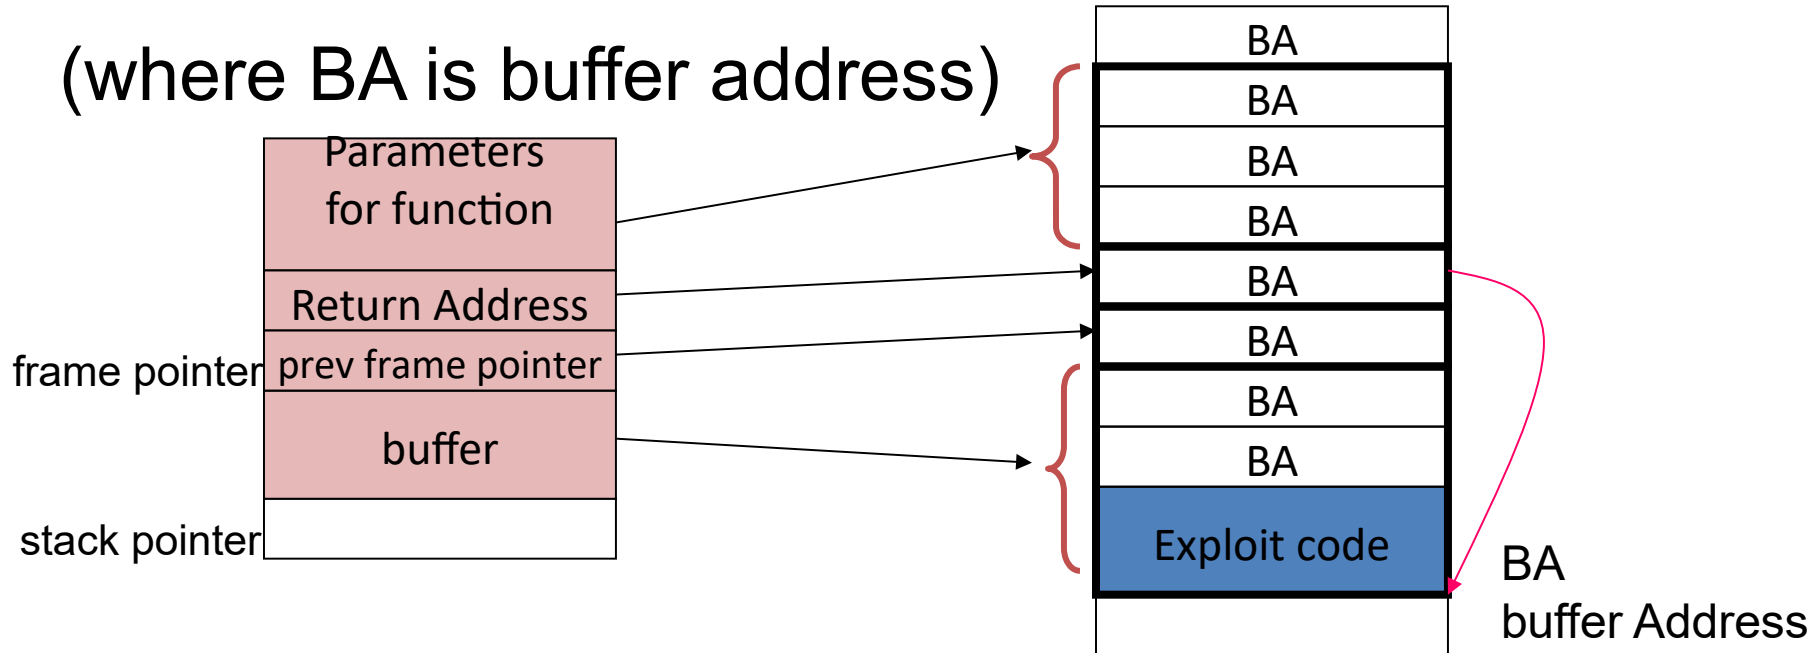 (where BA is buffer address)
Parameters
for function
Return Address
frame pointer
prev frame pointer
buffer
stack pointer
BA
BA
BA
BA
BA
BA
BA
BA
Exploit code
BA
buffer Address